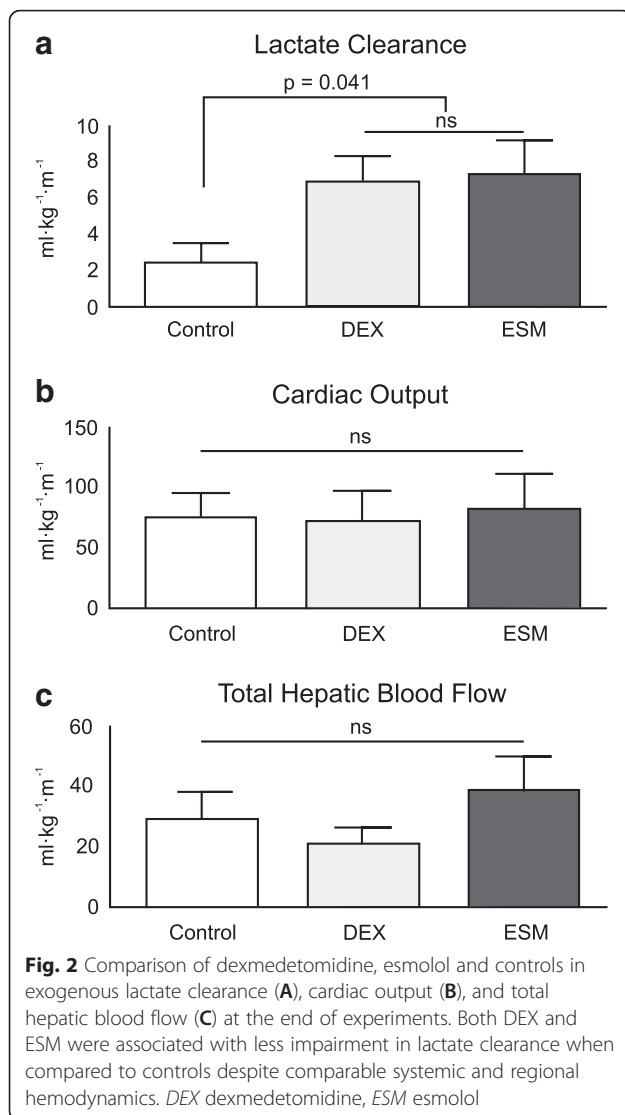 a
Lactate Clearance
p = 0.041
ns
10
8
6
4
2
0
ml·kg⁻¹·m⁻¹
Control DEX ESM
b
Cardiac Output
150
ns
100
50
0
ml·kg⁻¹·m⁻¹
Control DEX ESM
c
Total Hepatic Blood Flow
60
ns
40
20
0
ml·kg⁻¹·m⁻¹
Control DEX ESM
Fig. 2 Comparison of dexmedetomidine, esmolol and controls in
exogenous lactate clearance (A), cardiac output (B), and total
hepatic blood flow (C) at the end of experiments. Both DEX and
ESM were associated with less impairment in lactate clearance when
compared to controls despite comparable systemic and regional
hemodynamics. DEX dexmedetomidine, ESM esmolol